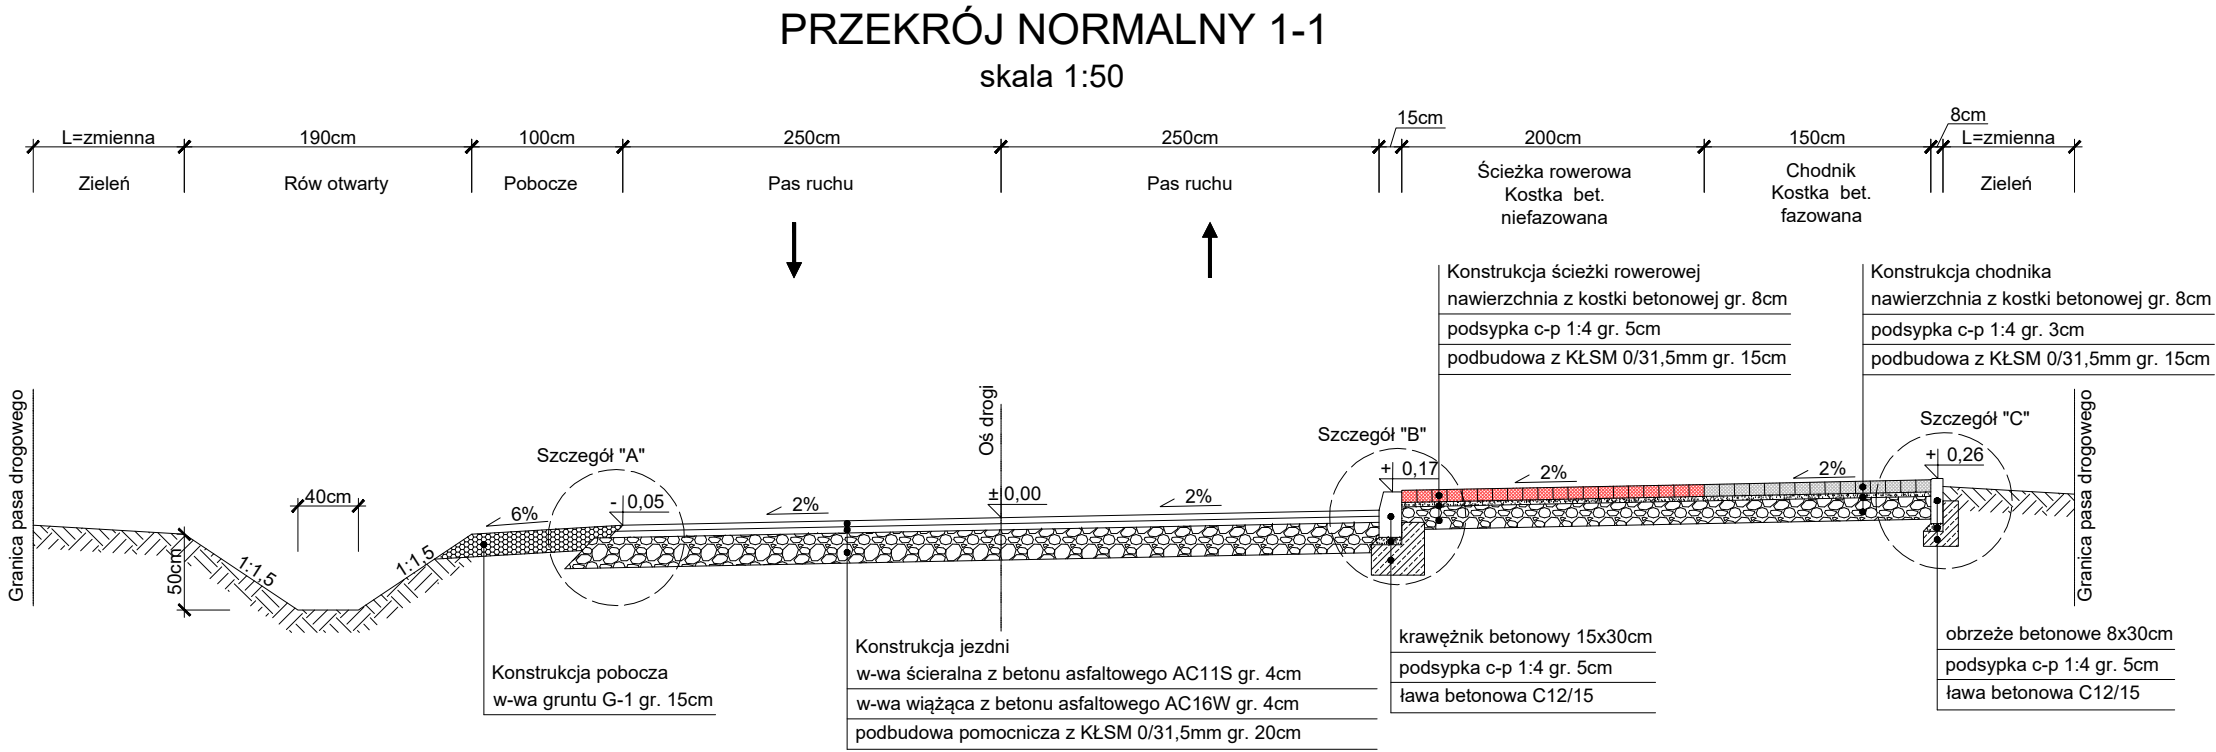 PRZEKRÓJ NORMALNY 1-1
skala 1:50
L=zmienna
190cm
100cm
250cm
250cm
15cm
200cm
150cm
8cm
L=zmienna
Zieleń
Rów otwarty
Pobocze
Pas ruchu
Pas ruchu
Ścieżka rowerowa
Kostka bet.
niefazowana
Chodnik
Kostka bet.
fazowana
Zieleń
Konstrukcja ścieżki rowerowej
nawierzchnia z kostki betonowej gr. 8cm
podsypka c-p 1:4 gr. 5cm
podbudowa z KŁSM 0/31,5mm gr. 15cm
Konstrukcja chodnika
nawierzchnia z kostki betonowej gr. 8cm
podsypka c-p 1:4 gr. 3cm
podbudowa z KŁSM 0/31,5mm gr. 15cm
Granica pasa drogowego
50cm
1:1,5
40cm
1:1,5
6%
Szczegół "A"
- 0,05
2%
Oś drogi
±0,00
2%
Szczegół "B"
+ 0,17
2%
2%
Szczegół "C"
+ 0,26
Granica pasa drogowego
Konstrukcja pobocza
w-wa gruntu G-1 gr. 15cm
Konstrukcja jezdni
w-wa ścieralna z betonu asfaltowego AC11S gr. 4cm
w-wa wiążąca z betonu asfaltowego AC16W gr. 4cm
podbudowa pomocnicza z KŁSM 0/31,5mm gr. 20cm
krawężnik betonowy 15x30cm
podsypka c-p 1:4 gr. 5cm
ława betonowa C12/15
obrzeże betonowe 8x30cm
podsypka c-p 1:4 gr. 5cm
ława betonowa C12/15